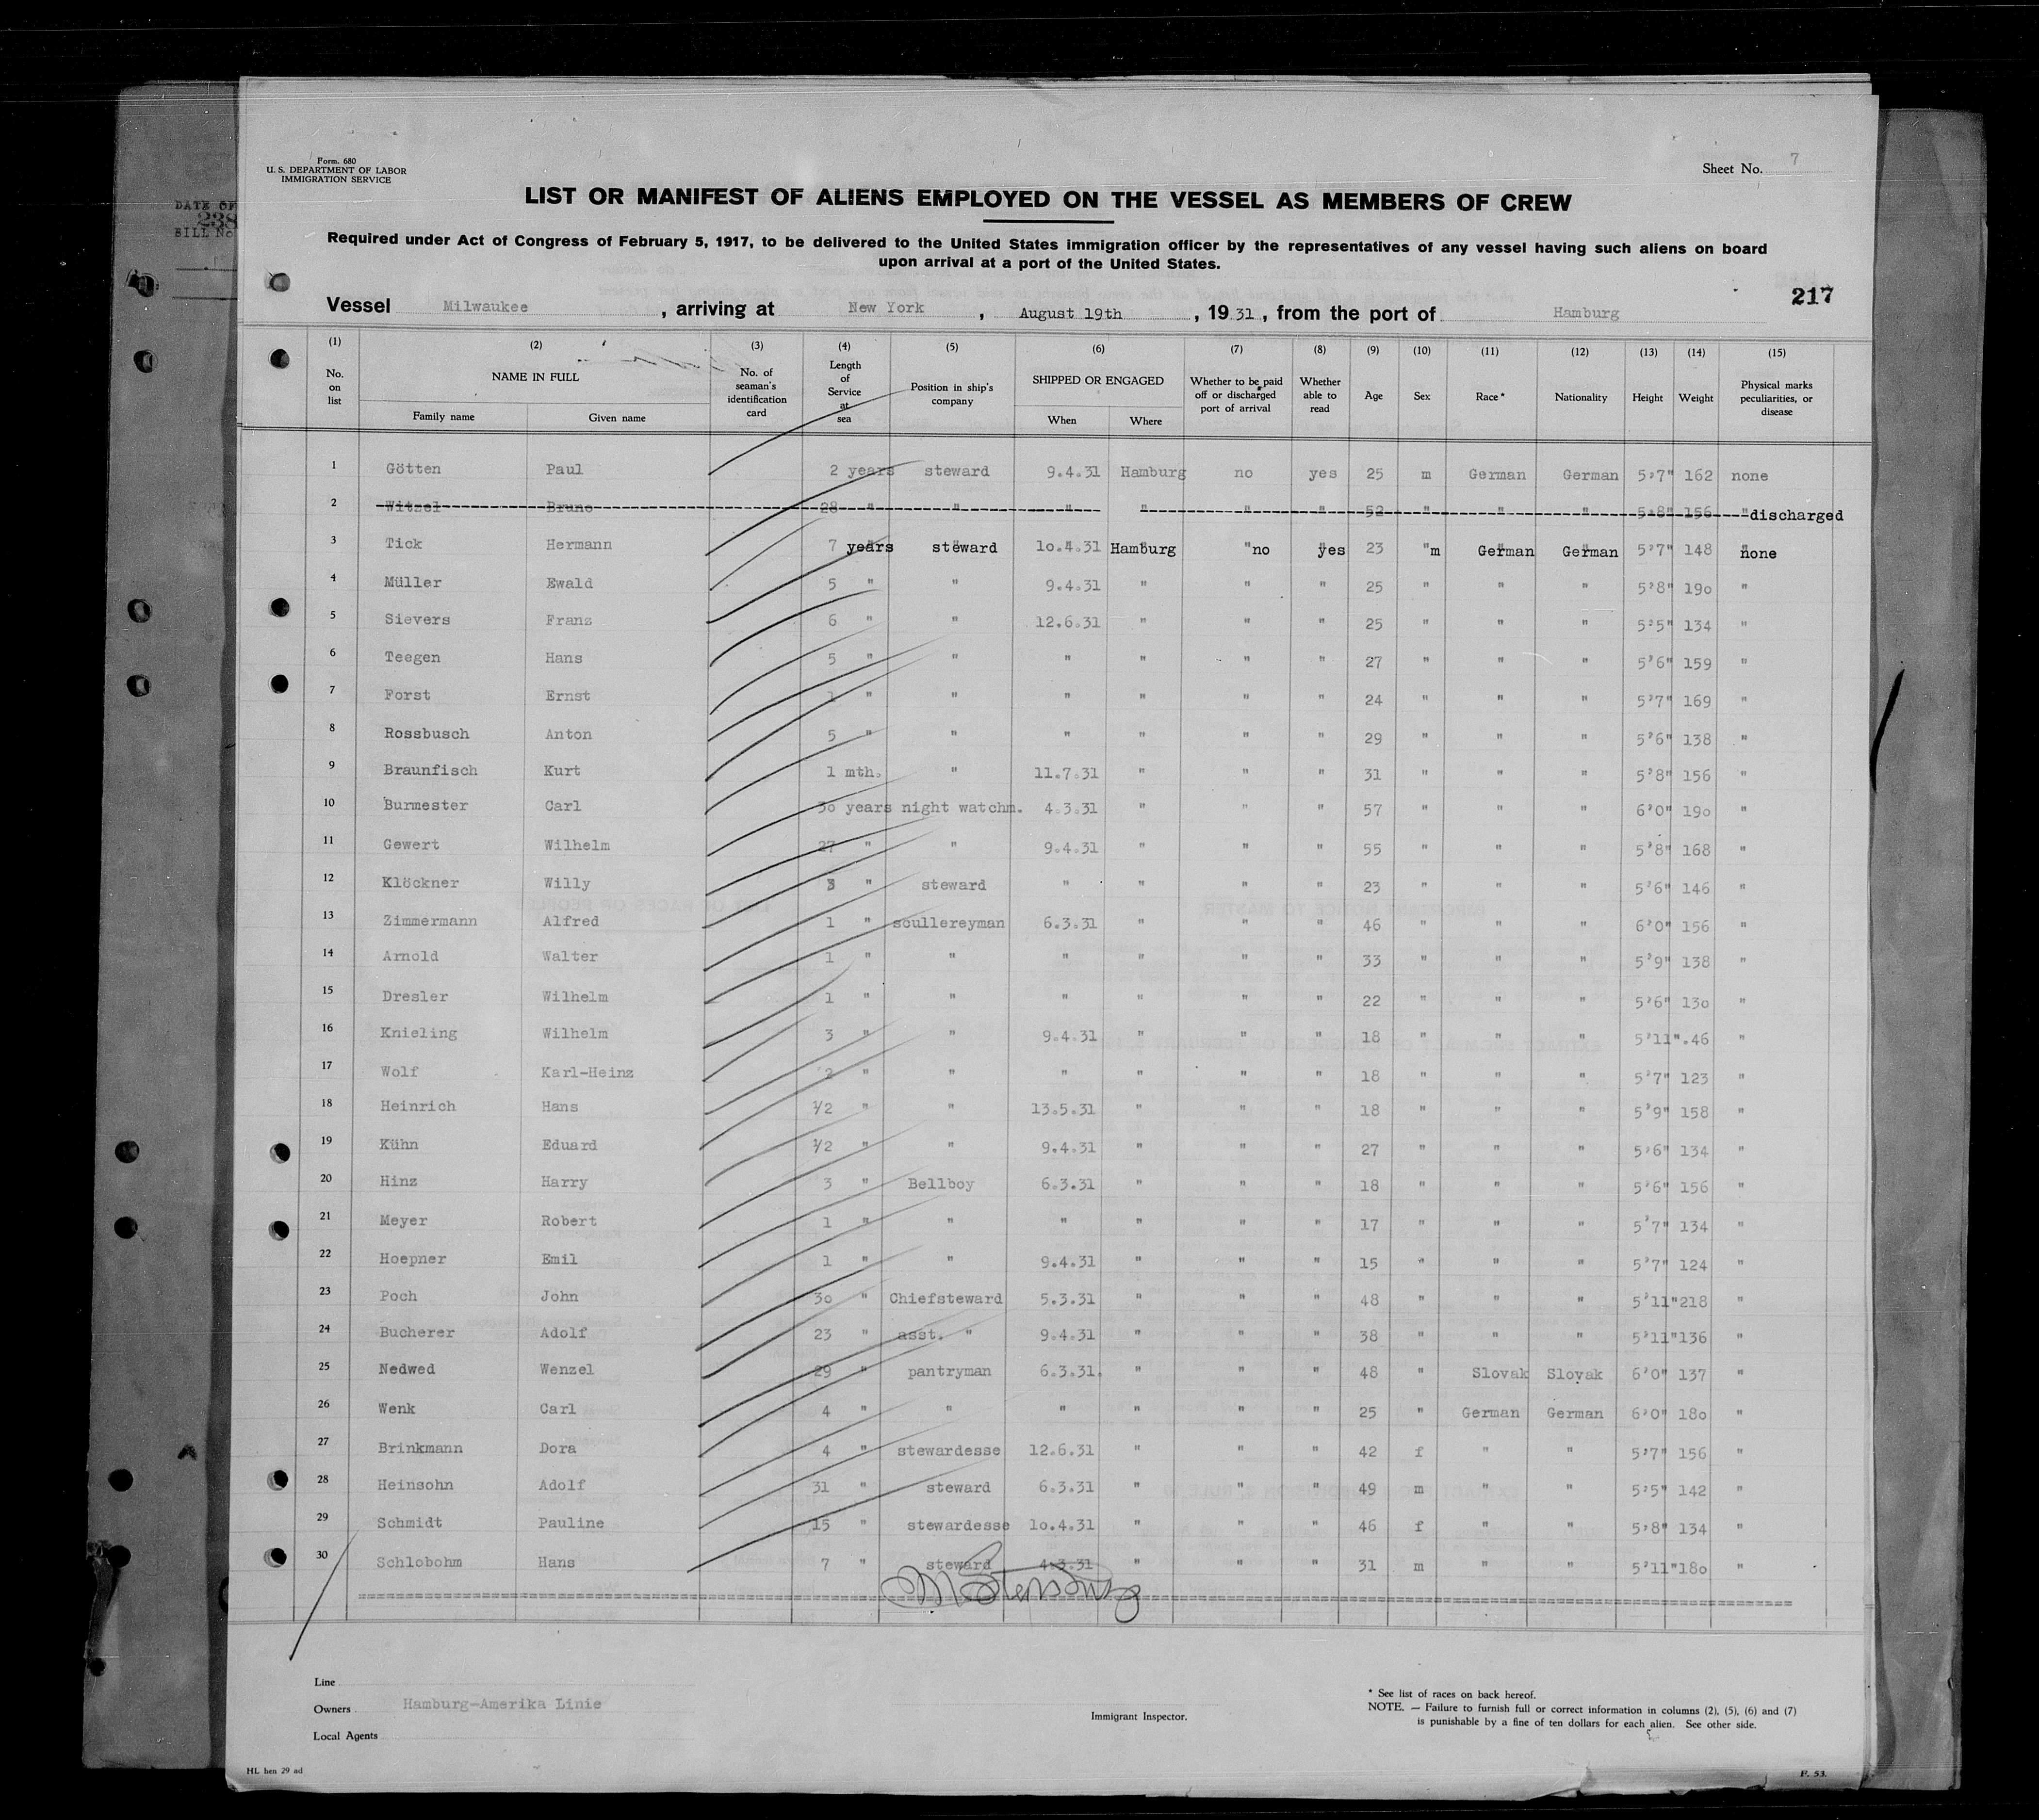 Form. 680
U. S. DEPARTMENT OF LABOR
IMMIGRATION SERVICE
Sheet No. 7
LIST OR MANIFEST OF ALIENS EMPLOYED ON THE VESSEL AS MEMBERS OF CREW
Required under Act of Congress of February 5, 1917, to be delivered to the United States immigration officer by the representatives of any vessel having such aliens on board
upon arrival at a port of the United States.
DATE OF
238
BILL No
217
Vessel Milwaukee , arriving at New York , August 19th , 19 31 , from the port of Hamburg
(1) (2) (3) (4) (5) (6) (7) (8) (9) (10) (11) (12) (13) (14) (15)
No. on list NAME IN FULL Family name Given name No. of seaman's identification card Length of Service at sea Position in ship's company SHIPPED OR ENGAGED When Where Whether to be paid off or discharged port of arrival Whether able to read Age Sex Race* Nationality Height Weight Physical marks peculiarities, or disease
1 Götten Paul 2 years steward 9.4.31 Hamburg no yes 25 m German German 5'7" 162 none
2 Witzel Bruno 28 " " " " " " 52 " " " 5'8" 156 " discharged
3 Tick Hermann 7 years steward 10.4.31 Hamburg "no yes 23 "m German German 5'7" 148 none
4 Müller Ewald 5 " " 9.4.31 " " " 25 " " " 5'8" 190 "
5 Sievers Franz 6 " " 12.6.31 " " " 25 " " " 5'5" 134 "
6 Teegen Hans 5 " " " " " " 27 " " " 5'6" 159 "
7 Forst Ernst 1 " " " " " " 24 " " " 5'7" 169 "
8 Rossbusch Anton 5 " " " " " " 29 " " " 5'6" 138 "
9 Braunfisch Kurt 1 mth. " 11.7.31 " " " 31 " " " 5'8" 156 "
10 Burmester Carl 30 years night watchm. 4.3.31 " " " 57 " " " 6'0" 190 "
11 Gewert Wilhelm 27 " " 9.4.31 " " " 55 " " " 5'8" 168 "
12 Klöckner Willy 3 " steward " " " " 23 " " " 5'6" 146 "
13 Zimmermann Alfred 1 " scullereyman 6.3.31 " " " 46 " " " 6'0" 156 "
14 Arnold Walter 1 " " " " " " 33 " " " 5'9" 138 "
15 Dresler Wilhelm 1 " " " " " " 22 " " " 5'6" 130 "
16 Knieling Wilhelm 3 " " 9.4.31 " " " 18 " " " 5'11" .46 "
17 Wolf Karl-Heinz 2 " " " " " " 18 " " " 5'7" 123 "
18 Heinrich Hans 1/2 " " 13.5.31 " " " 18 " " " 5'9" 158 "
19 Kühn Eduard 1/2 " " 9.4.31 " " " 27 " " " 5'6" 134 "
20 Hinz Harry 3 " Bellboy 6.3.31 " " " 18 " " " 5'6" 156 "
21 Meyer Robert 1 " " " " " " 17 " " " 5'7" 134 "
22 Hoepner Emil 1 " " 9.4.31 " " " 15 " " " 5'7" 124 "
23 Poch John 30 " Chiefsteward 5.3.31 " " " 48 " " " 5'11" 218 "
24 Bucherer Adolf 23 " asst. " 9.4.31 " " " 38 " " " 5'11" 136 "
25 Nedwed Wenzel 29 " pantryman 6.3.31. " " " 48 " Slovak Slovak 6'0" 137 "
26 Wenk Carl 4 " " " " " " 25 " German German 6'0" 180 "
27 Brinkmann Dora 4 " stewardesse 12.6.31 " " " 42 f " " 5'7" 156 "
28 Heinsohn Adolf 31 " steward 6.3.31 " " " 49 m " " 5'5" 142 "
29 Schmidt Pauline 15 " stewardesse 10.4.31 " " " 46 f " " 5'8" 134 "
30 Schlobohm Hans 7 " steward 4.3.31 " " " 31 m " " 5'11" 180 "
Line
Owners Hamburg-Amerika Linie
Local Agents
Immigrant Inspector.
* See list of races on back hereof.
NOTE. — Failure to furnish full or correct information in columns (2), (5), (6) and (7)
is punishable by a fine of ten dollars for each alien. See other side.
HL ben 29 ad
F. 53.